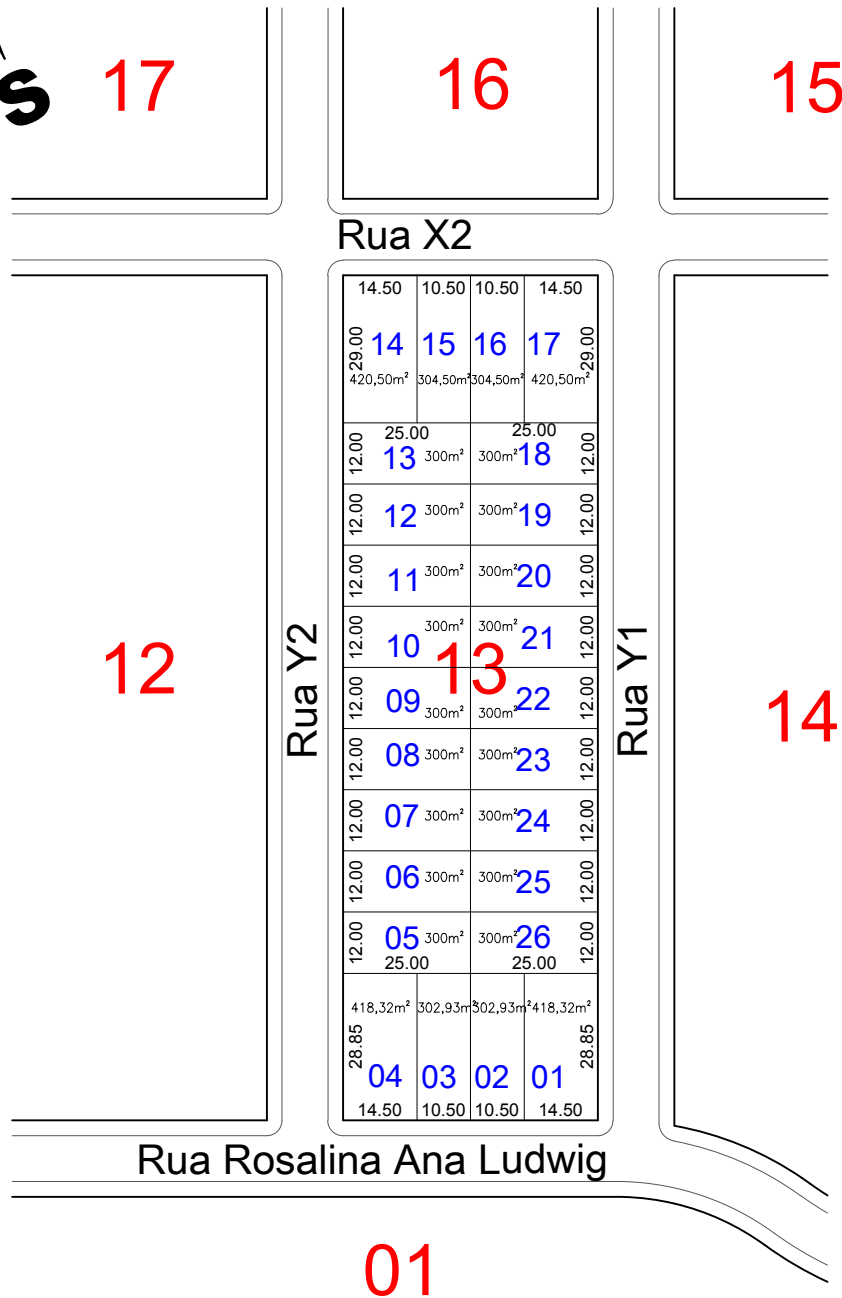 s
17
16
15
Rua X2
14.50 10.50 10.50 14.50
29.00 14 15 16 17 29.00
420,50m² 304,50m² 304,50m² 420,50m²
25.00 25.00
12.00 13 300m² 300m² 18 12.00
12.00 12 300m² 300m² 19 12.00
12.00 11 300m² 300m² 20 12.00
12.00 10 300m² 300m² 21 12.00
12
Rua Y2
13
Rua Y1
14
12.00 09 300m² 300m² 22 12.00
12.00 08 300m² 300m² 23 12.00
12.00 07 300m² 300m² 24 12.00
12.00 06 300m² 300m² 25 12.00
12.00 05 300m² 300m² 26 12.00
25.00 25.00
418,32m² 302,93m² 302,93m² 418,32m²
28.85 28.85
04 03 02 01
14.50 10.50 10.50 14.50
Rua Rosalina Ana Ludwig
01